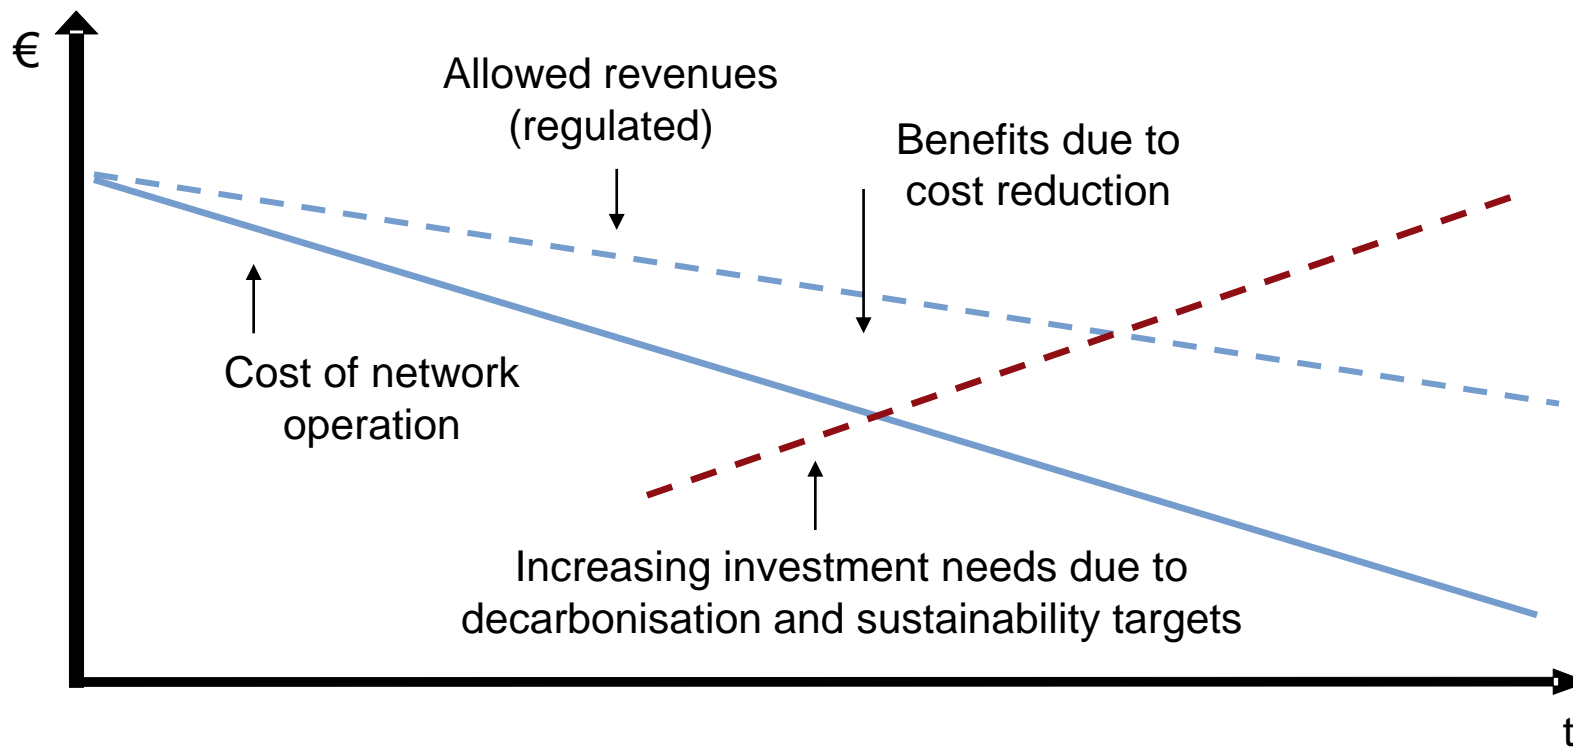 €
Allowed revenues
(regulated)
Benefits due to
cost reduction
Cost of network
operation
Increasing investment needs due to
decarbonisation and sustainability targets
t